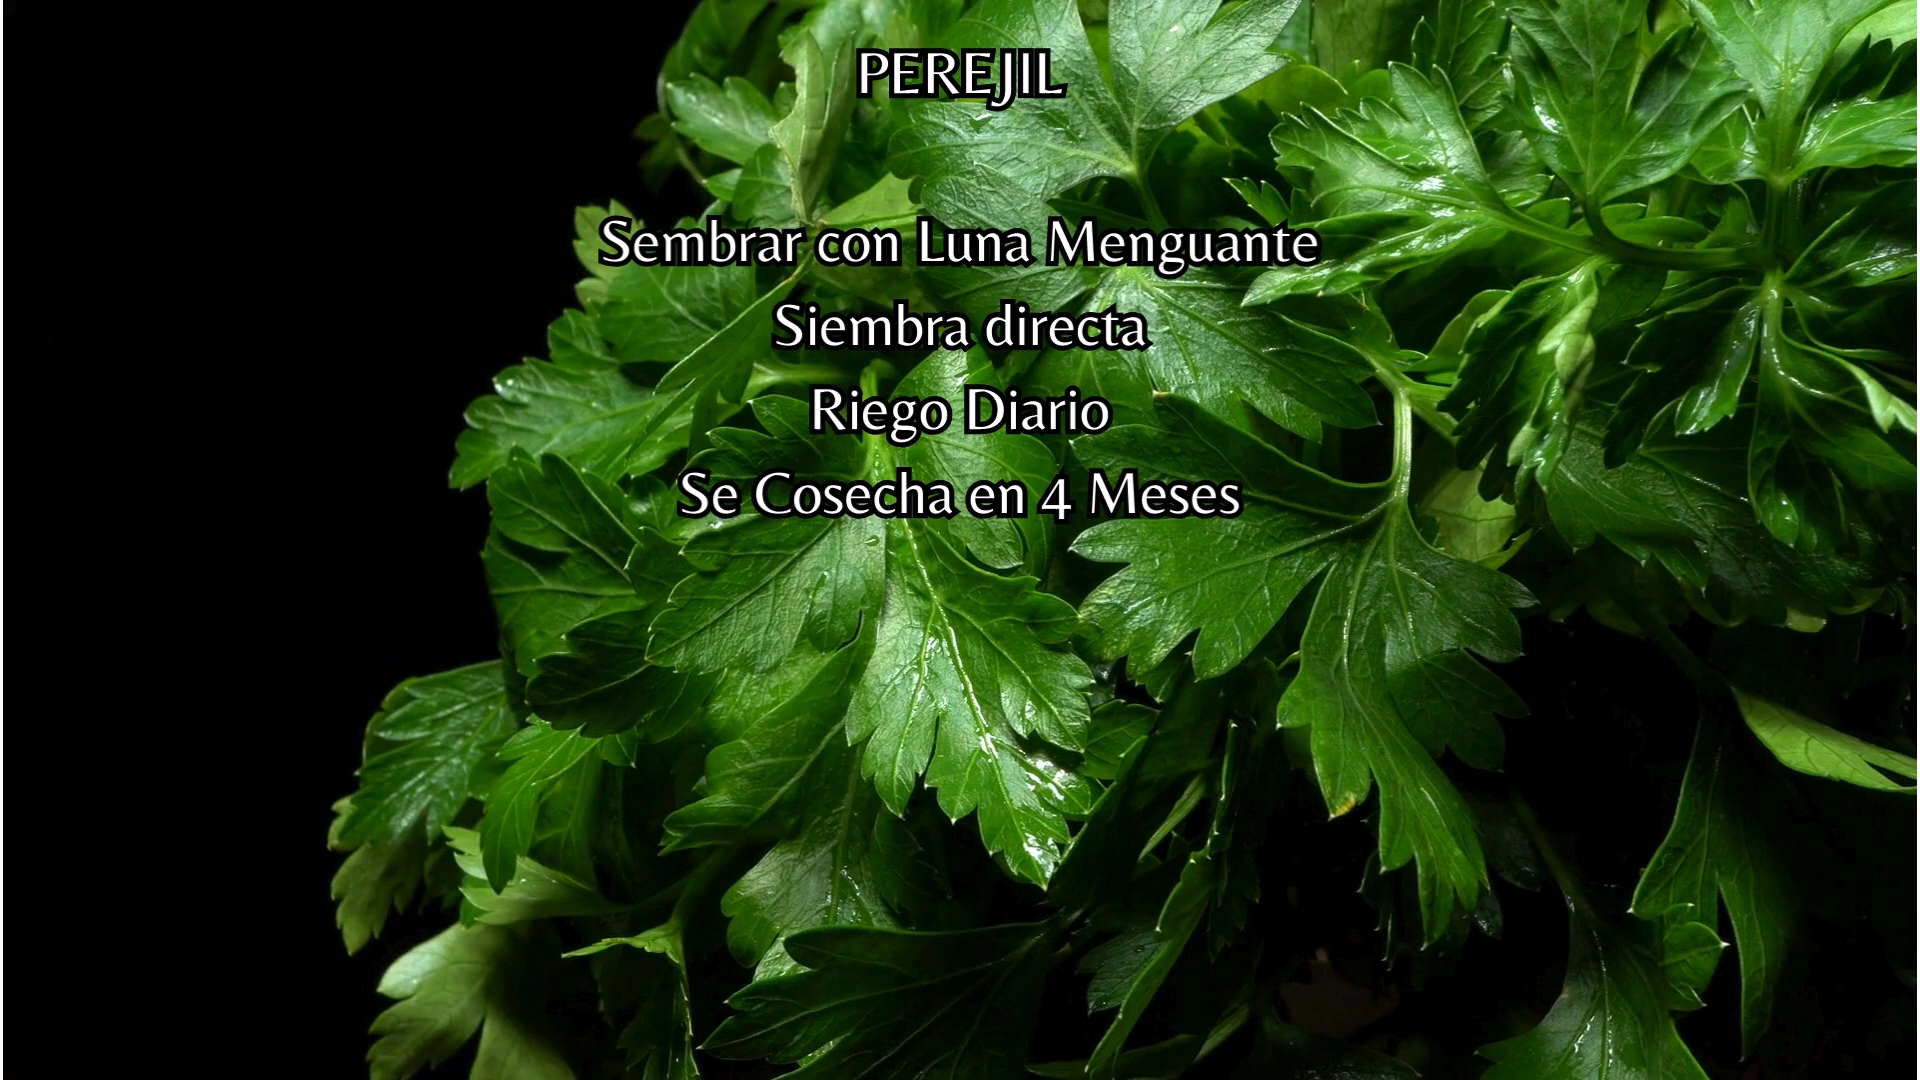 PEREJIL
Sembrar con Luna Menguante
Siembra directa
Riego Diario
Se Cosecha en 4 Meses